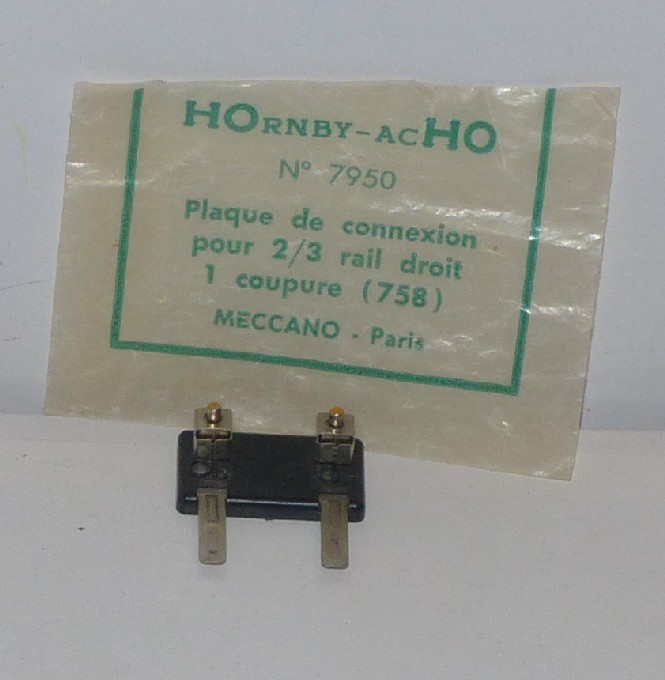 HORNBY-ACHO
N° 7950
Plaque de connexion
pour 2/3 rail droit
1 coupure (758)
MECCANO - Paris